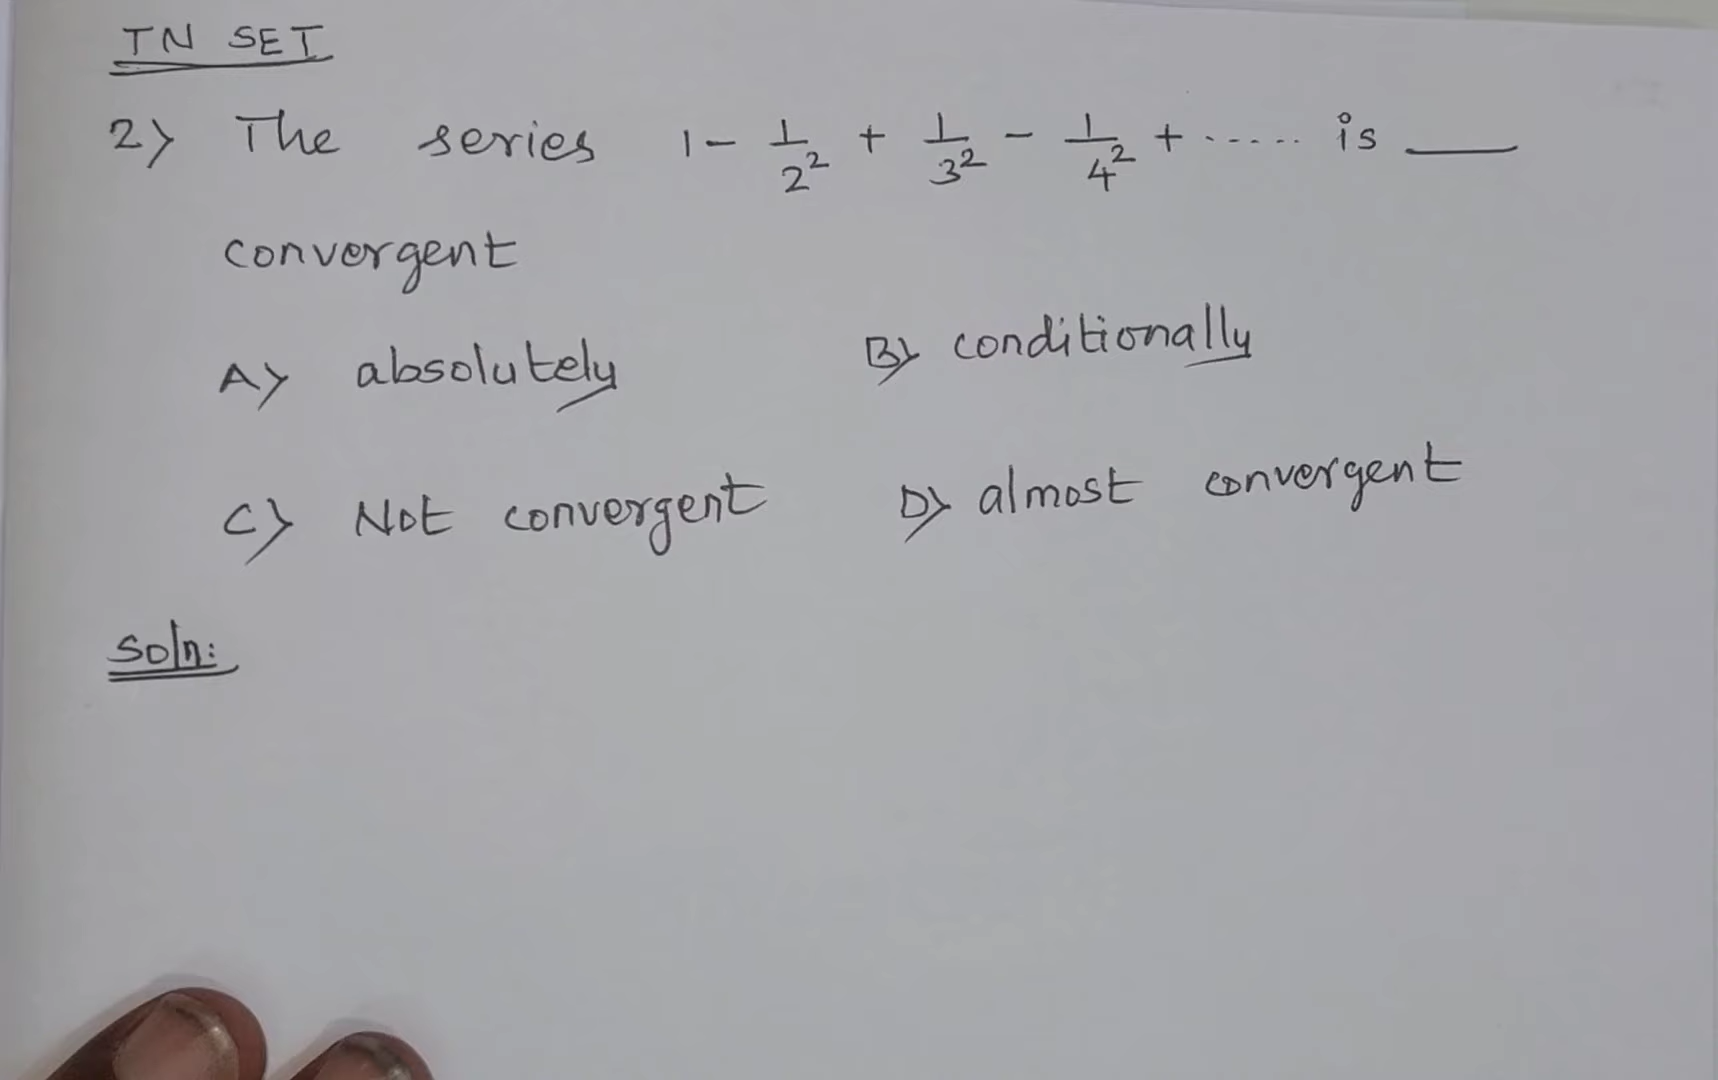 TN SET
2) The series 1 - 1/2² + 1/3² - 1/4² + ...... is ___
convergent
A) absolutely B) conditionally
C) Not convergent D) almost convergent
Soln: